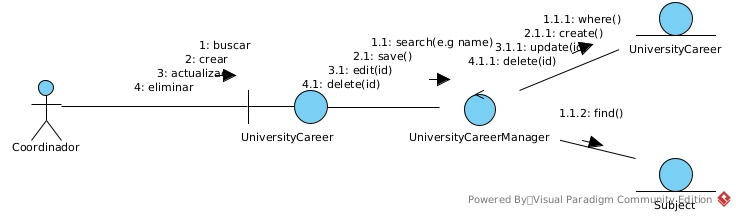 1: buscar
2: crear
3: actualizar
4: eliminar
1.1: search(e.g name)
2.1: save()
3.1: edit(id)
4.1: delete(id)
1.1.1: where()
2.1.1: create()
3.1.1: update(id)
4.1.1: delete(id)
1.1.2: find()
Coordinador
UniversityCareer
UniversityCareerManager
UniversityCareer
Subject
Powered By Visual Paradigm Community Edition